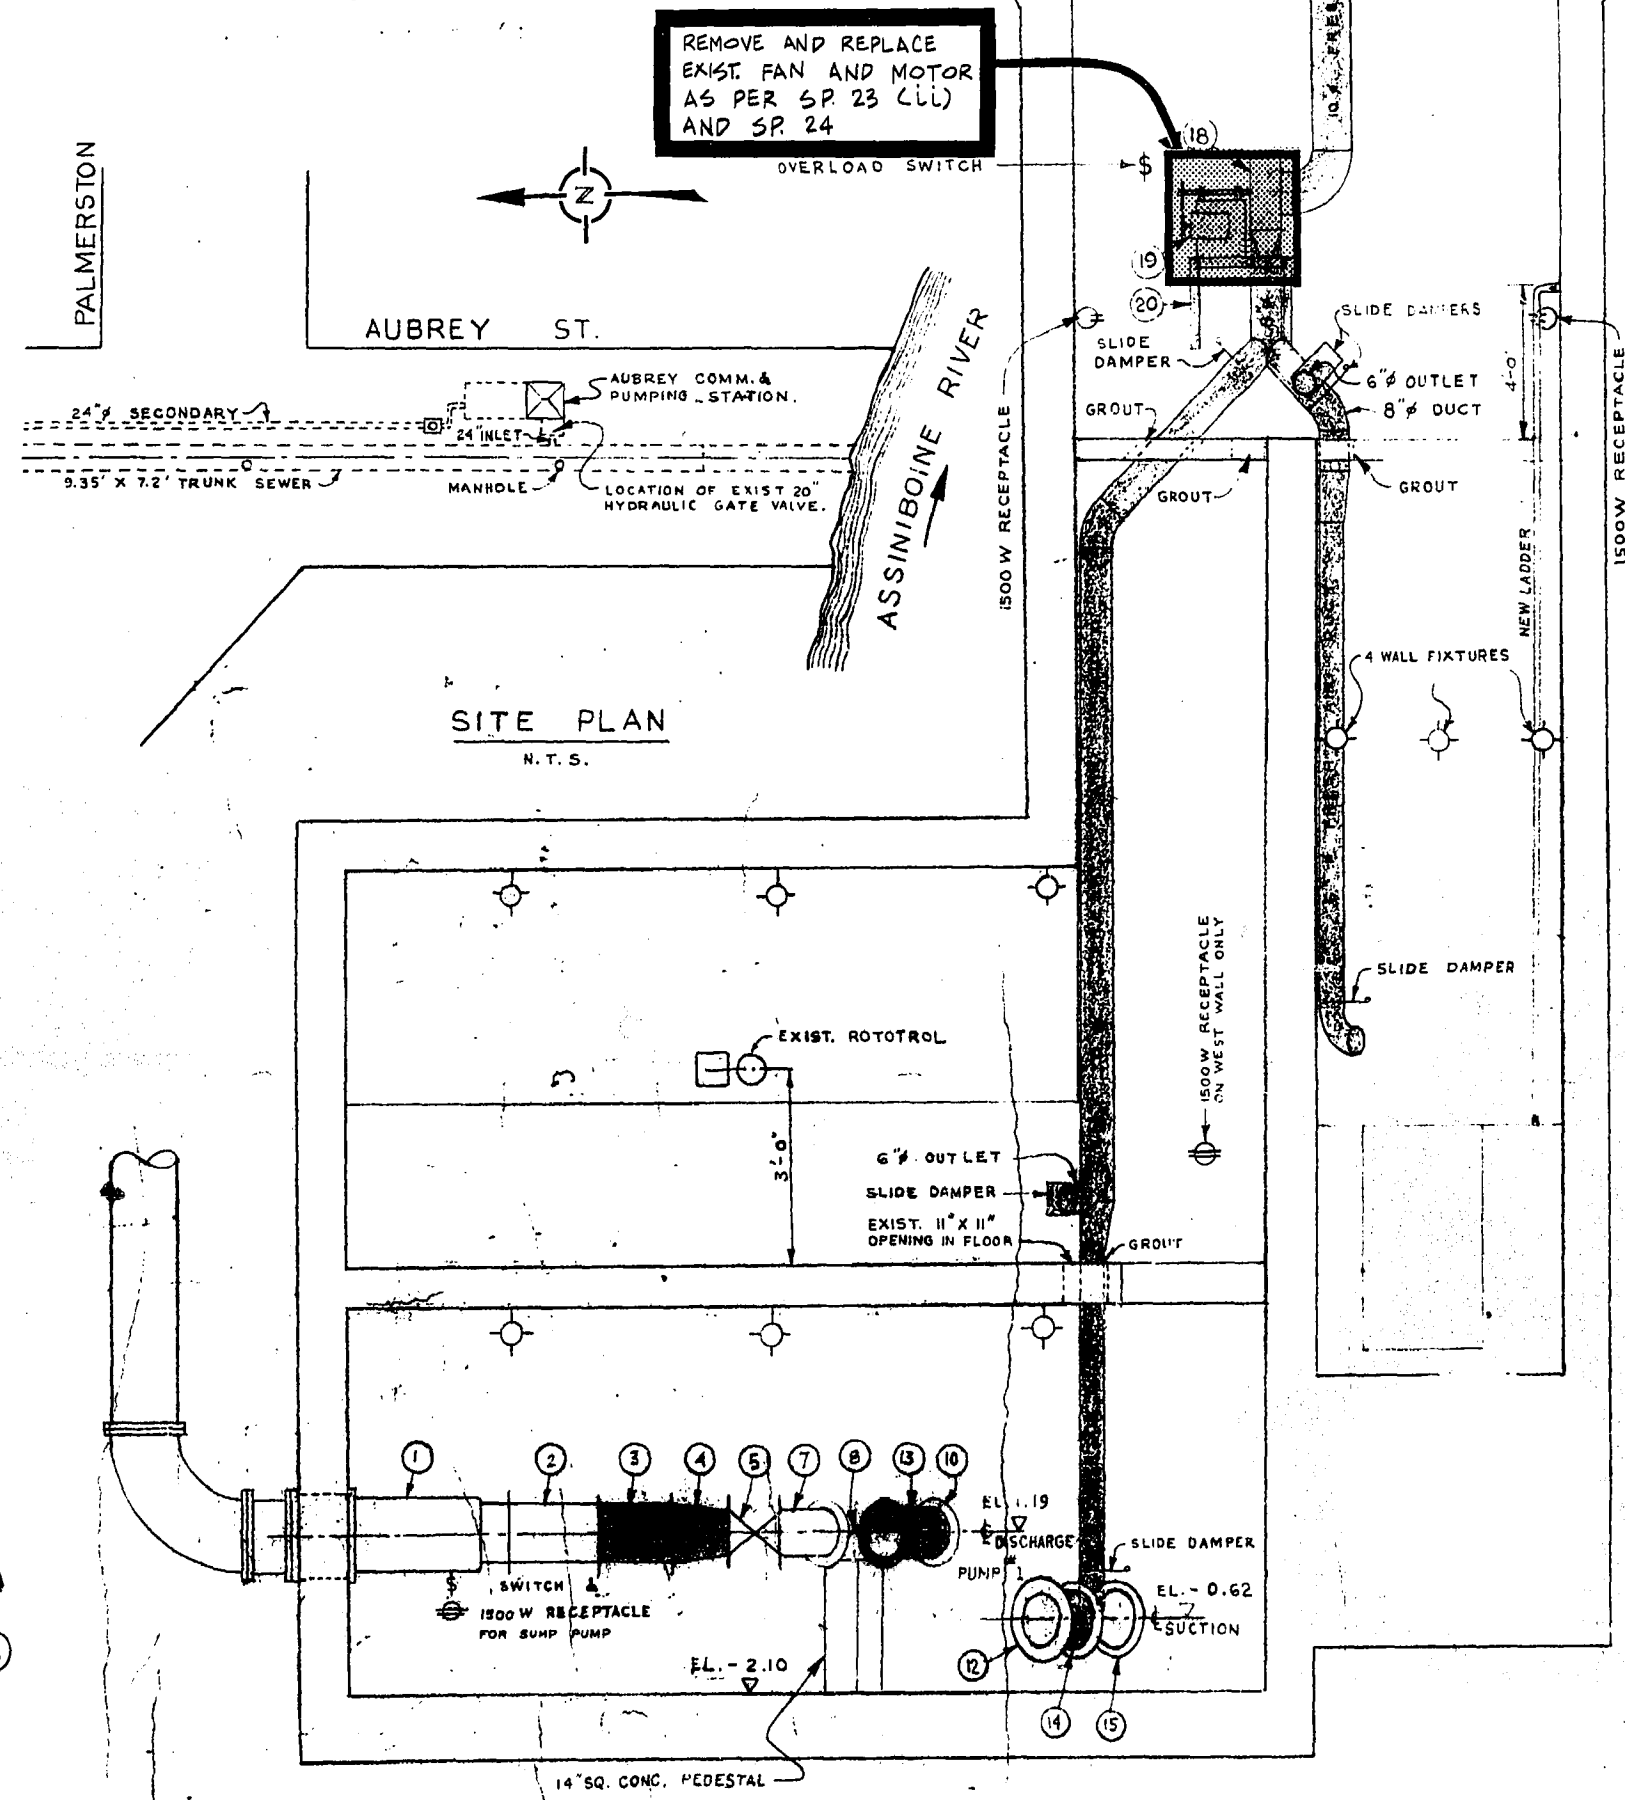 REMOVE AND REPLACE
EXIST. FAN AND MOTOR
AS PER SP. 23 (ii)
AND SP. 24
OVERLOAD SWITCH
$
18
19
20
PALMERSTON
Z
AUBREY ST.
AUBREY COMM. &
PUMPING STATION.
24"ø SECONDARY
24" INLET
9.35' X 7.2' TRUNK SEWER
MANHOLE
LOCATION OF EXIST 20"
HYDRAULIC GATE VALVE.
ASSINIBOINE RIVER
SITE PLAN
N.T.S.
1500W RECEPTACLE
SLIDE
DAMPER
SLIDE DAMPERS
6"ø OUTLET
8"ø DUCT
GROUT
GROUT
GROUT
4'-0"
1500W RECEPTACLE
NEW LADDER
4 WALL FIXTURES
SLIDE DAMPER
1500W RECEPTACLE
ON WEST WALL ONLY
EXIST. ROTOTROL
3'-0"
6"ø OUTLET
SLIDE DAMPER
EXIST. 11" X 11"
OPENING IN FLOOR
GROUT
1
2
3
4
5
7
8
13
10
EL. 1.19
DISCHARGE
PUMP #1
SLIDE DAMPER
EL. - 0.62
SUCTION
$
SWITCH &
1500 W RECEPTACLE
FOR SUMP PUMP
EL. - 2.10
12
14
15
14" SQ. CONC. PEDESTAL